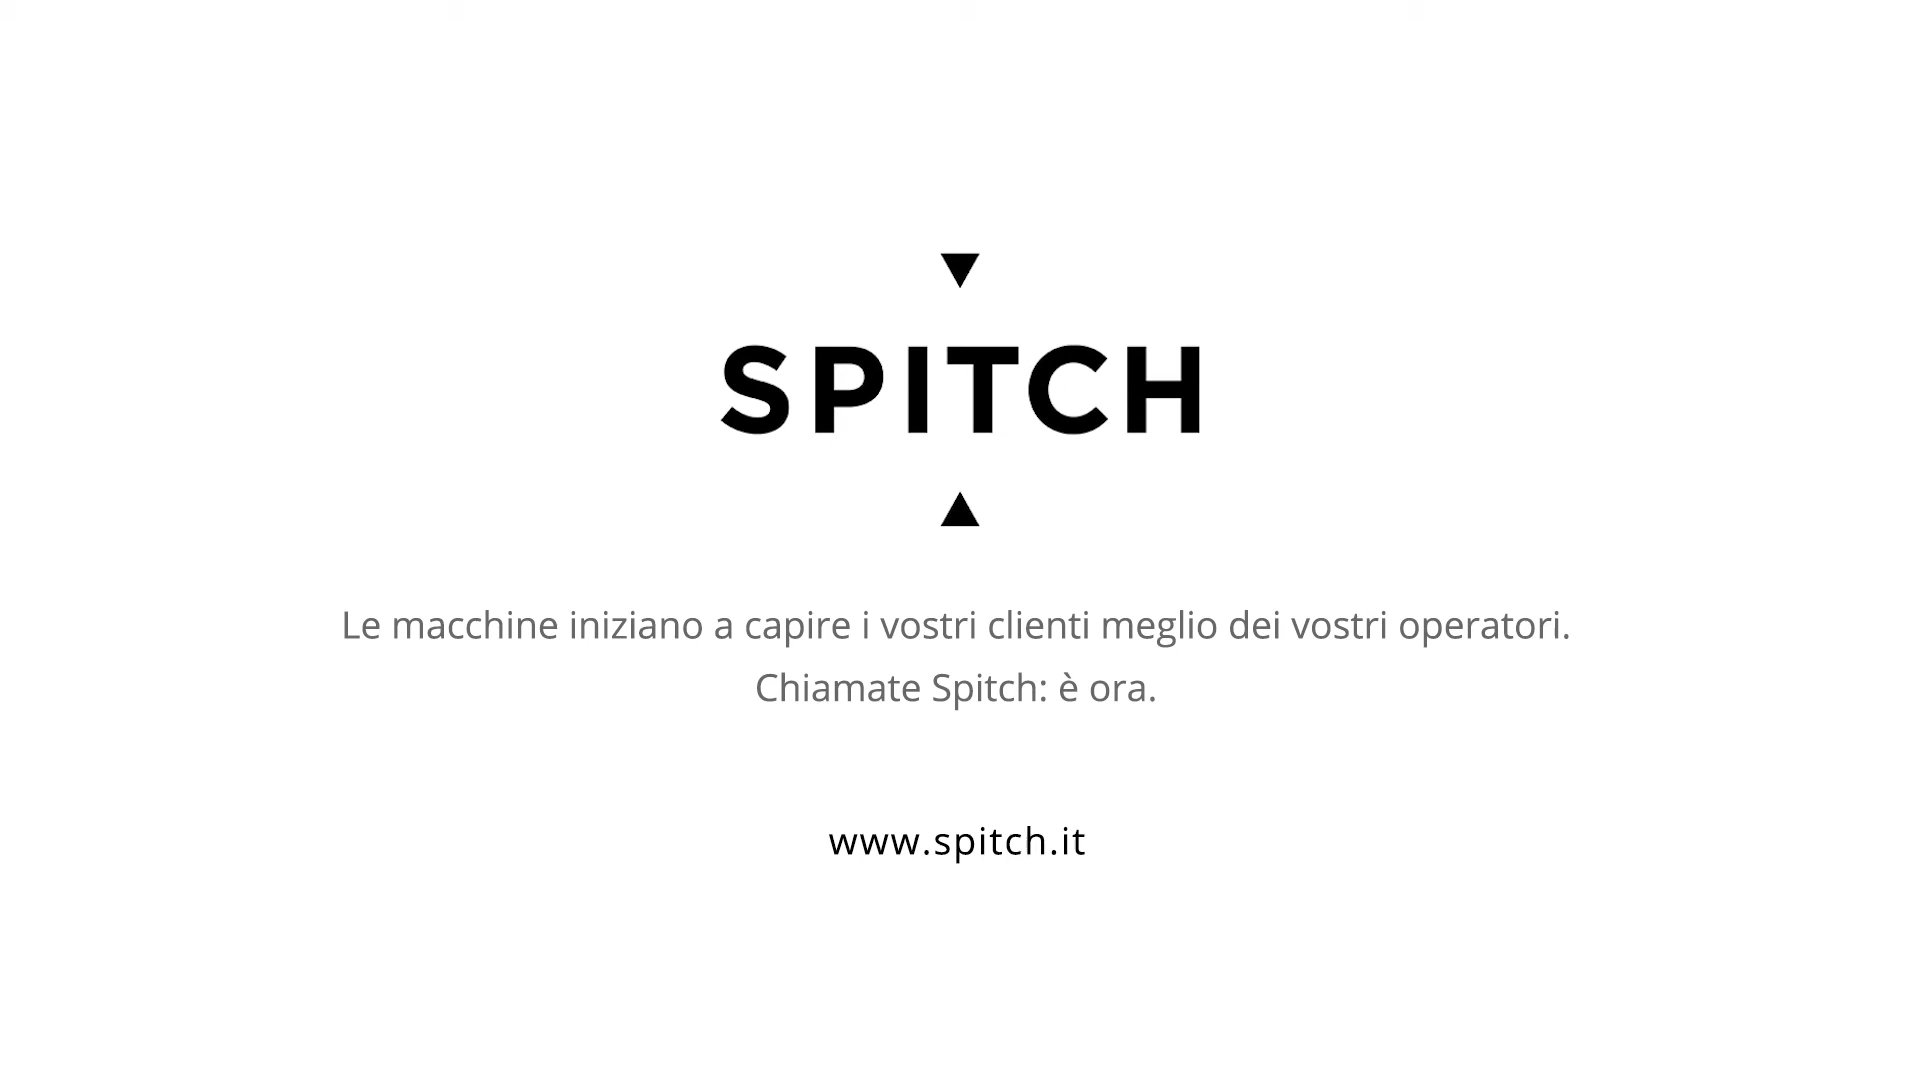 SPITCH
Le macchine iniziano a capire i vostri clienti meglio dei vostri operatori.
Chiamate Spitch: è ora.
www.spitch.it